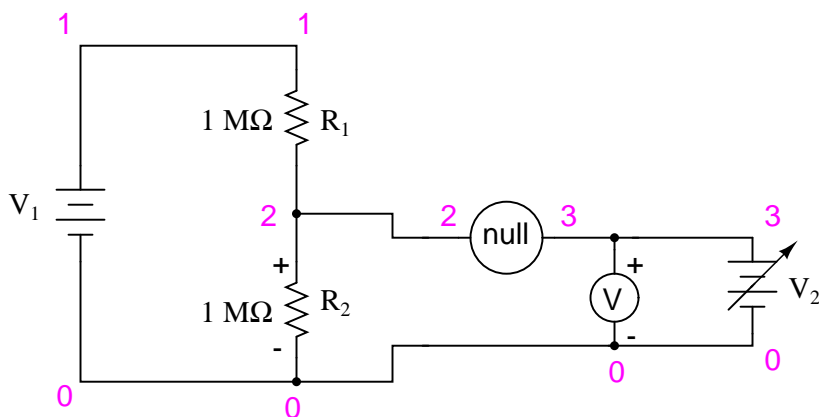 1 1
1 MΩ R1
V1
2 2 null 3 3
+ +
1 MΩ R2 V V2
- -
0 0 0 0